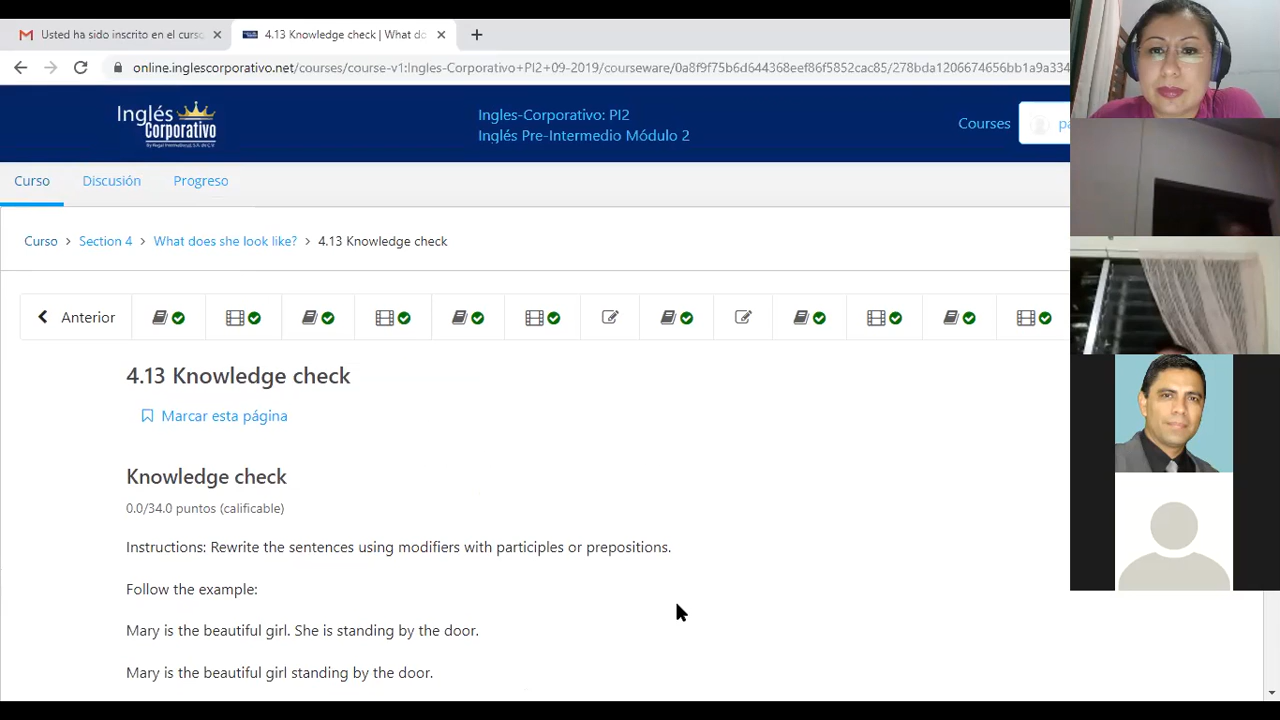 Usted ha sido inscrito en el curso
4.13 Knowledge check | What do
online.inglescorporativo.net/courses/course-v1:Ingles-Corporativo+PI2+09-2019/courseware/0a8f9f75b6d644368eef86f5852cac85/278bda1206674656bb1a9a334
Inglés
Corporativo
Ingles-Corporativo: PI2
Inglés Pre-Intermedio Módulo 2
Courses
pa
Curso
Discusión
Progreso
Curso > Section 4 > What does she look like? > 4.13 Knowledge check
Anterior
4.13 Knowledge check
Marcar esta página
Knowledge check
0.0/34.0 puntos (calificable)
Instructions: Rewrite the sentences using modifiers with participles or prepositions.
Follow the example:
Mary is the beautiful girl. She is standing by the door.
Mary is the beautiful girl standing by the door.